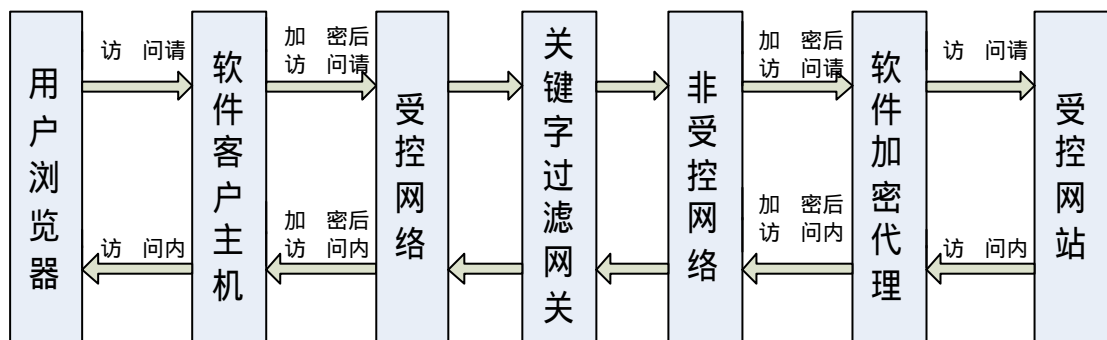 用户浏览器
访 问请
访 问内
软件客户主机
加 密后
访 问请
加 密后
访 问内
受控网络
关键字过滤网关
非受控网络
加 密后
访 问请
加 密后
访 问内
软件加密代理
访 问请
访 问内
受控网站